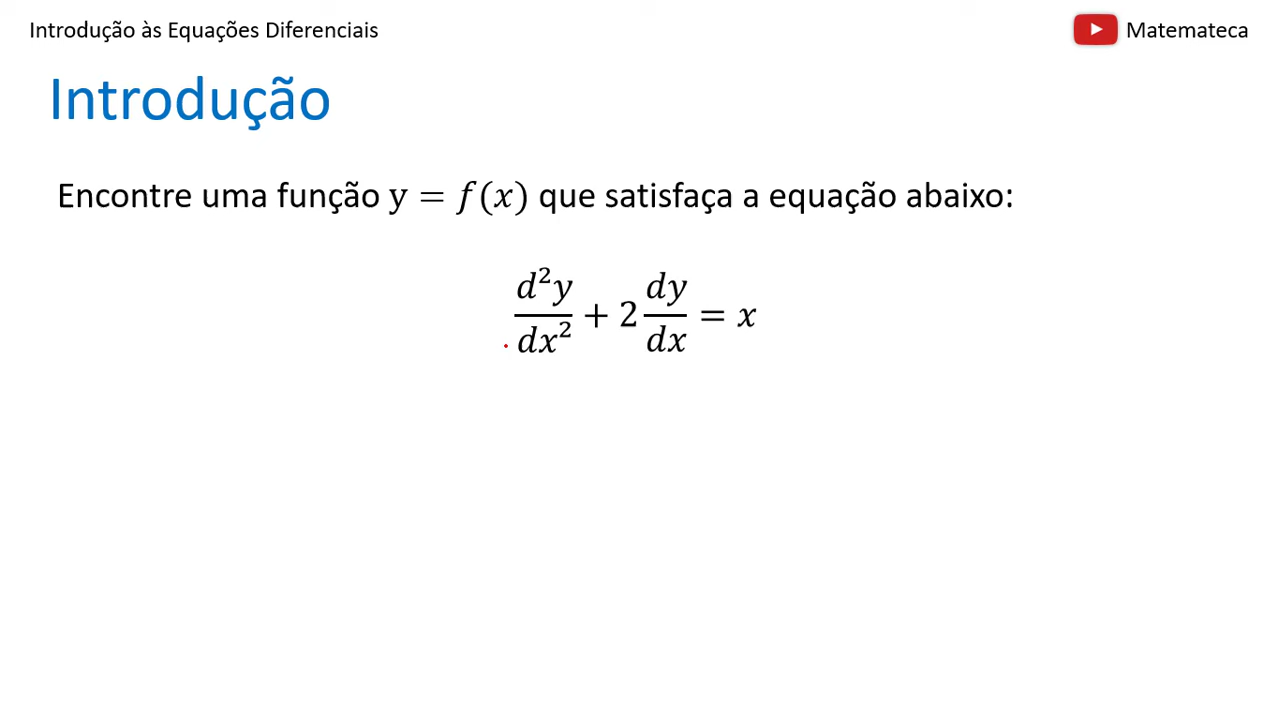 Introdução às Equações Diferenciais
Matemateca
Introdução
Encontre uma função y = f(x) que satisfaça a equação abaixo:
d²y/dx² + 2 dy/dx = x